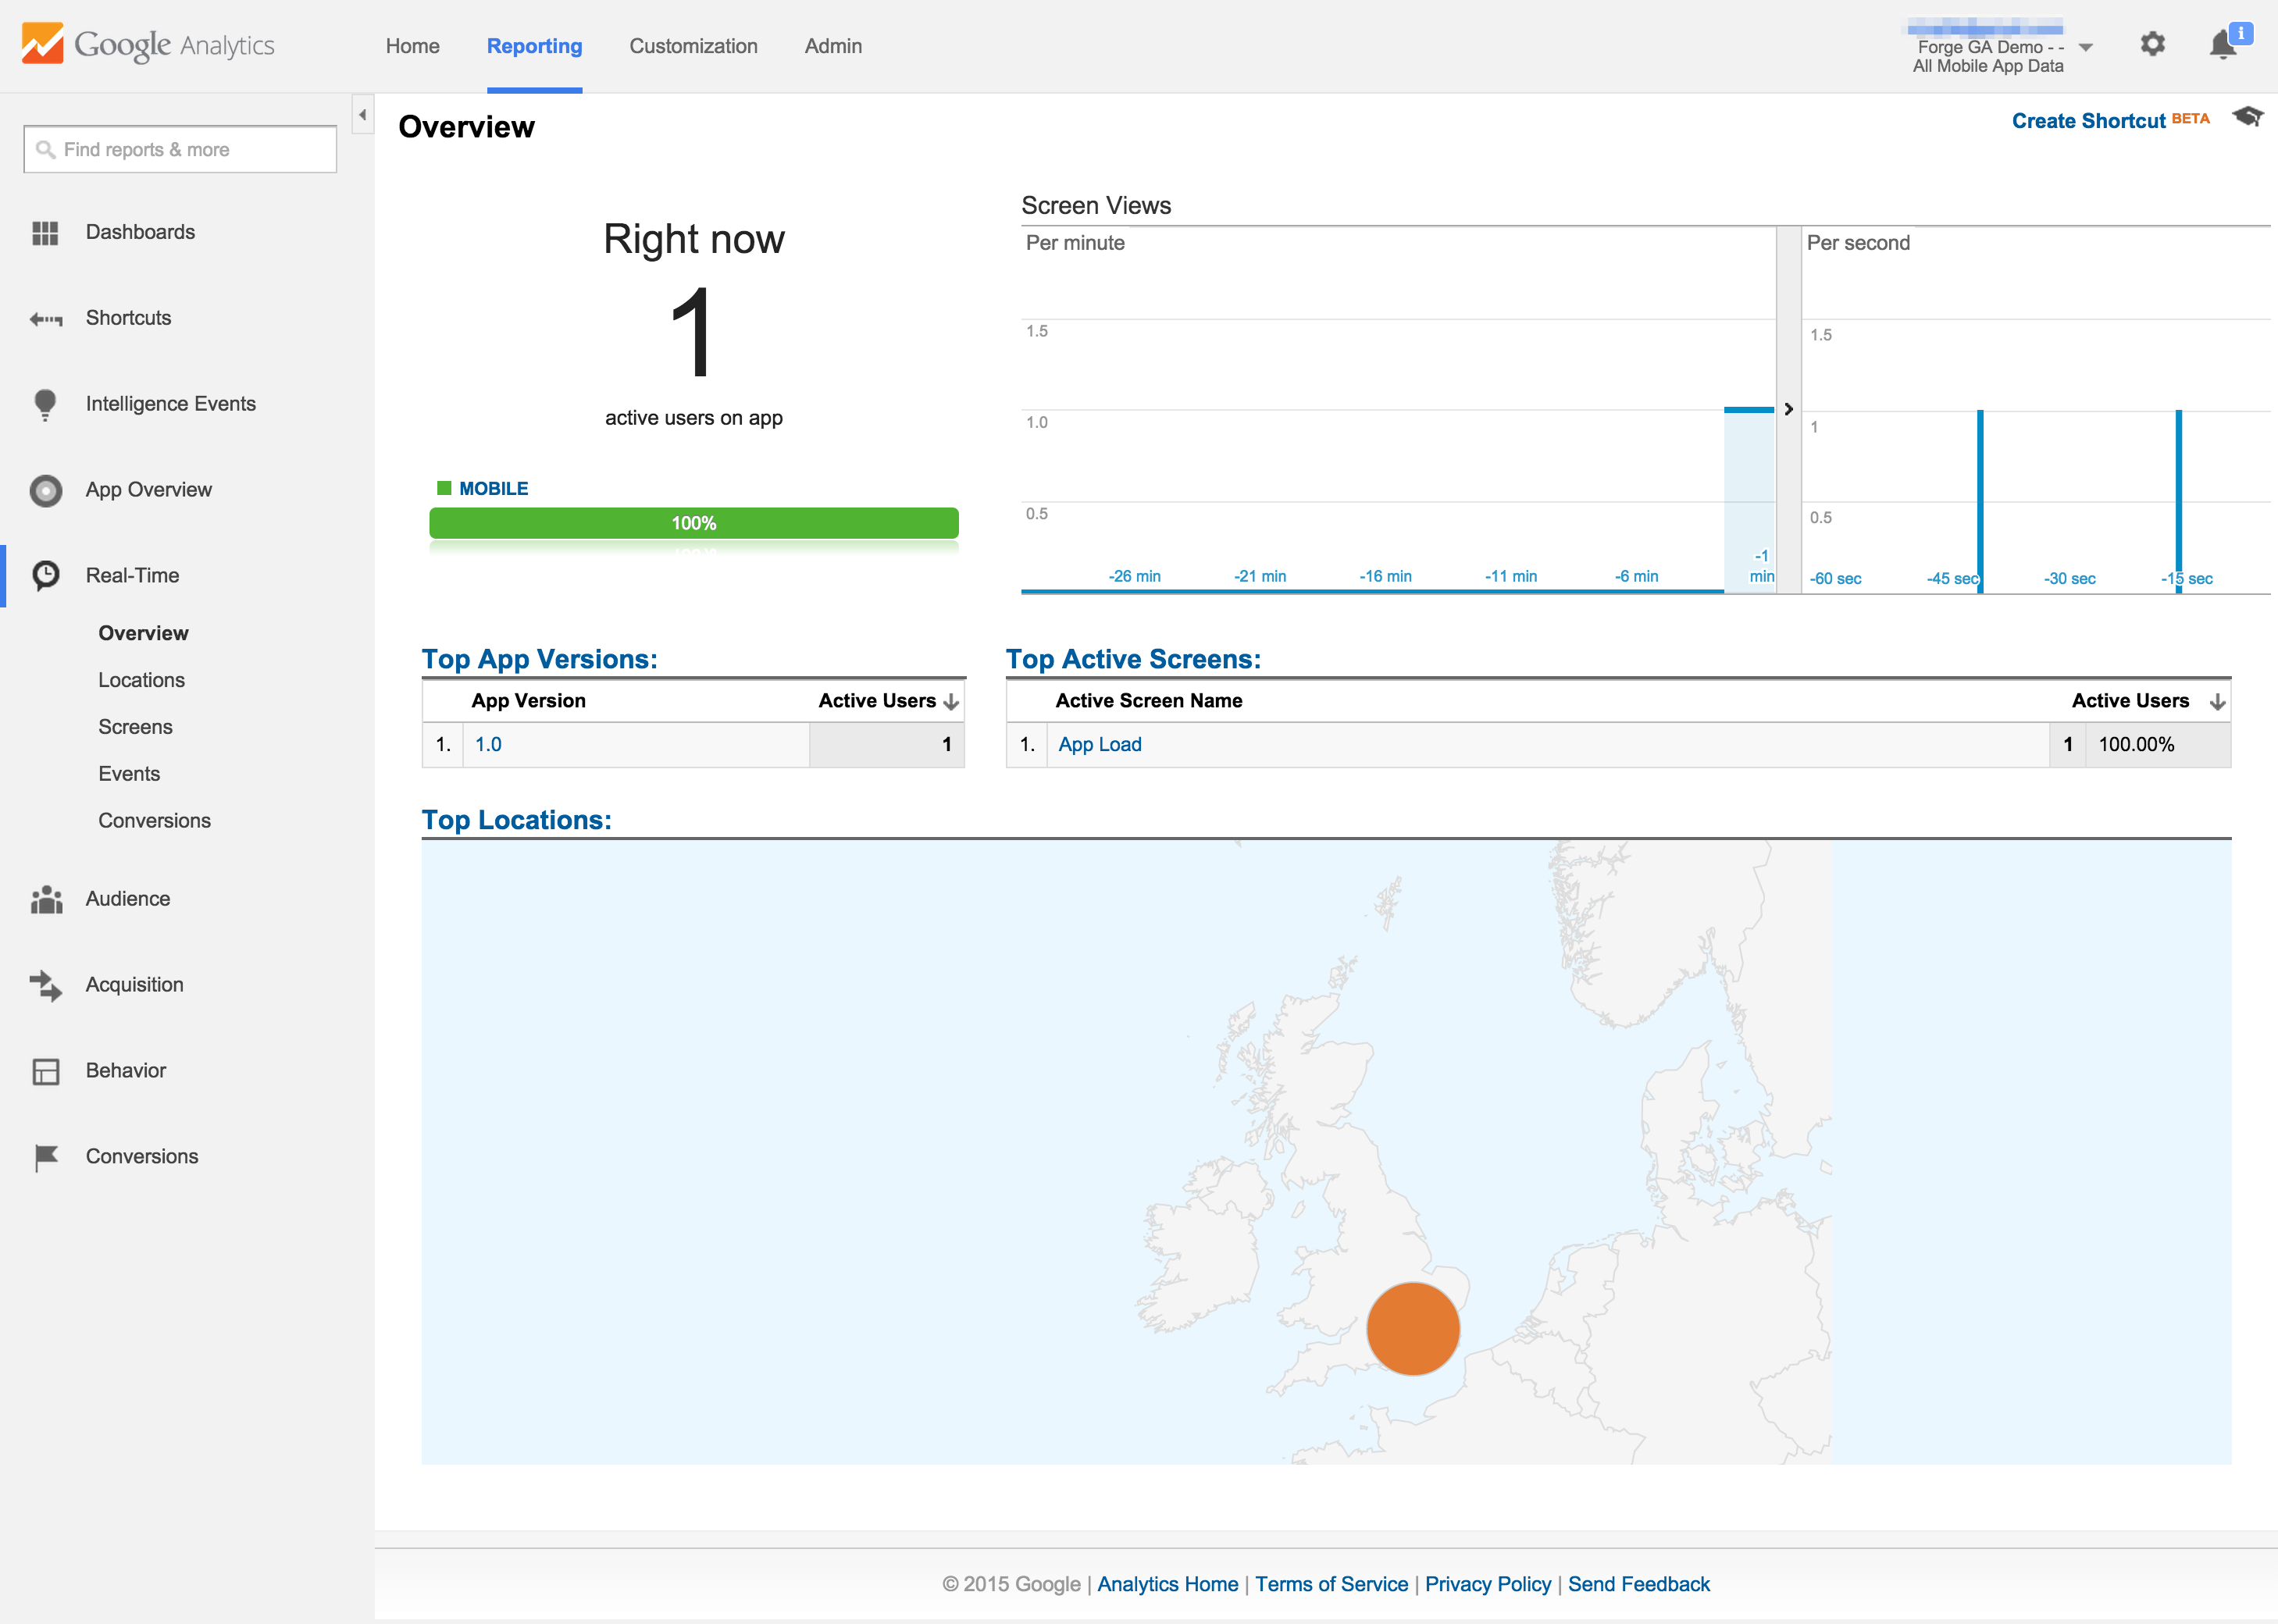 Google Analytics
Home
Reporting
Customization
Admin
Forge GA Demo - -
All Mobile App Data
i
Find reports & more
Dashboards
Shortcuts
Intelligence Events
App Overview
Real-Time
Overview
Locations
Screens
Events
Conversions
Audience
Acquisition
Behavior
Conversions
Overview
Create Shortcut BETA
Right now
1
active users on app
MOBILE
100%
Screen Views
Per minute
1.5
1.0
0.5
-26 min
-21 min
-16 min
-11 min
-6 min
-1
min
Per second
1.5
1
0.5
-60 sec
-45 sec
-30 sec
-15 sec
Top App Versions:
App Version
Active Users
1.
1.0
1
Top Active Screens:
Active Screen Name
Active Users
1.
App Load
1
100.00%
Top Locations:
© 2015 Google | Analytics Home | Terms of Service | Privacy Policy | Send Feedback